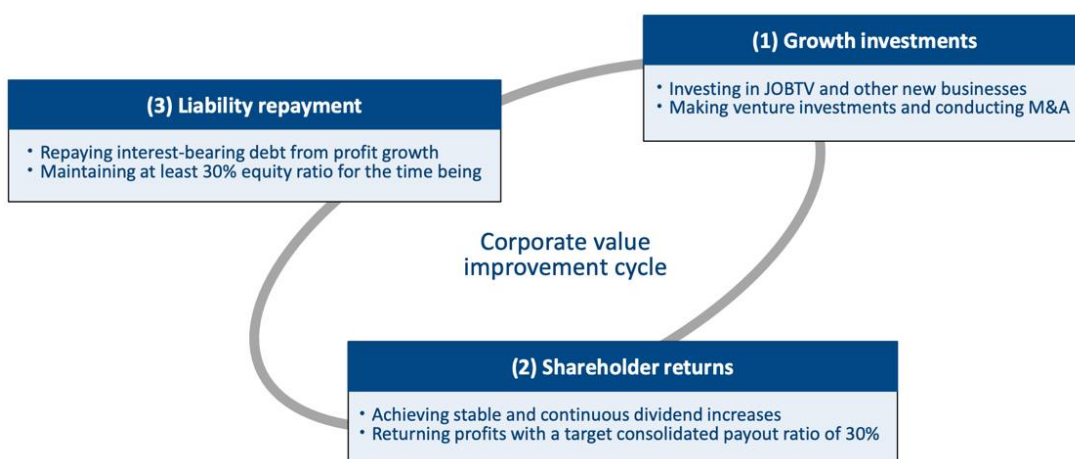 (1) Growth investments
• Investing in JOBTV and other new businesses
• Making venture investments and conducting M&A
(3) Liability repayment
• Repaying interest-bearing debt from profit growth
• Maintaining at least 30% equity ratio for the time being
Corporate value
improvement cycle
(2) Shareholder returns
• Achieving stable and continuous dividend increases
• Returning profits with a target consolidated payout ratio of 30%